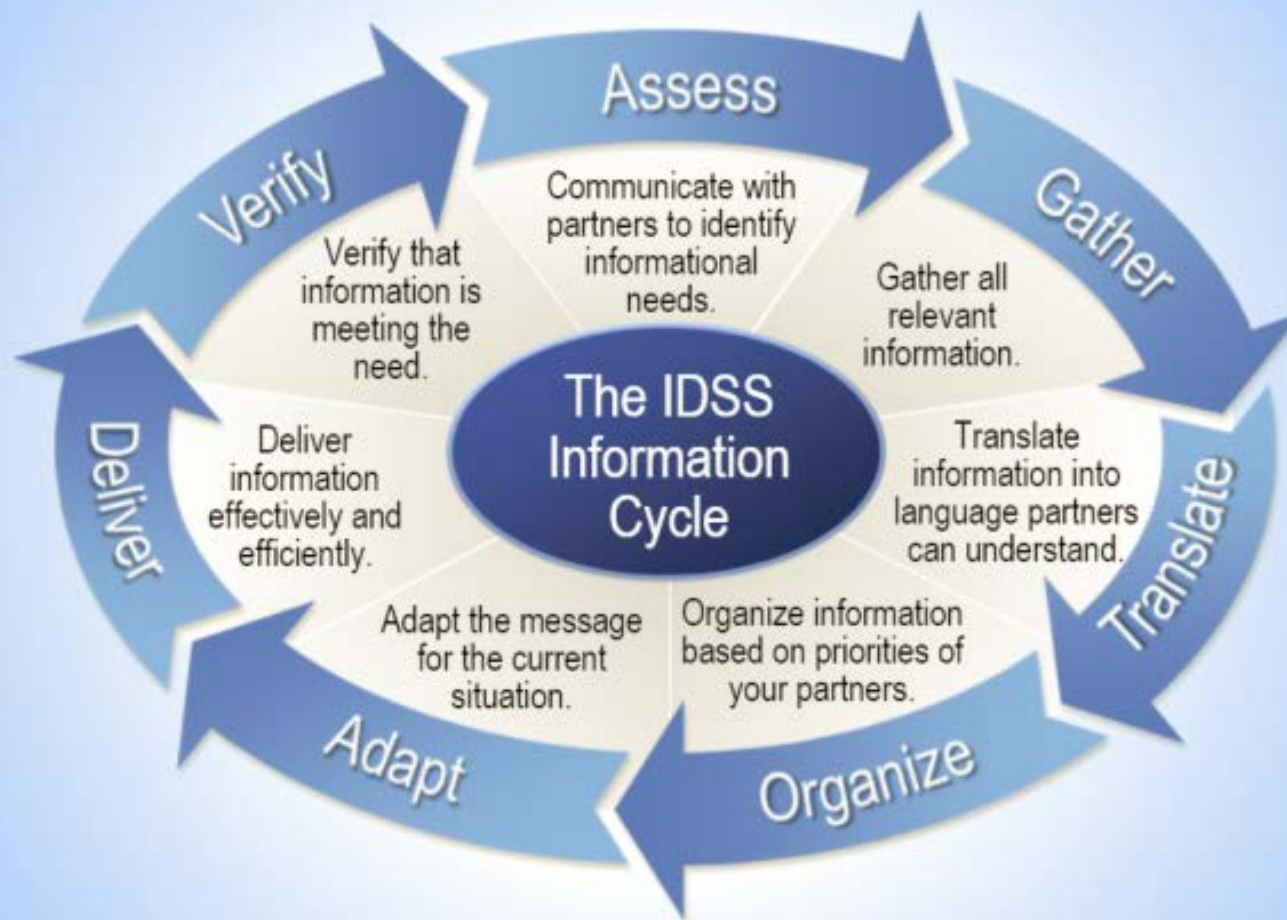 The IDSS
Information
Cycle
Assess
Communicate with
partners to identify
informational
needs.
Gather
Gather all
relevant
information.
Translate
Translate
information into
language partners
can understand.
Organize
Organize information
based on priorities of
your partners.
Adapt
Adapt the message
for the current
situation.
Deliver
Deliver
information
effectively and
efficiently.
Verify
Verify that
information is
meeting the
need.